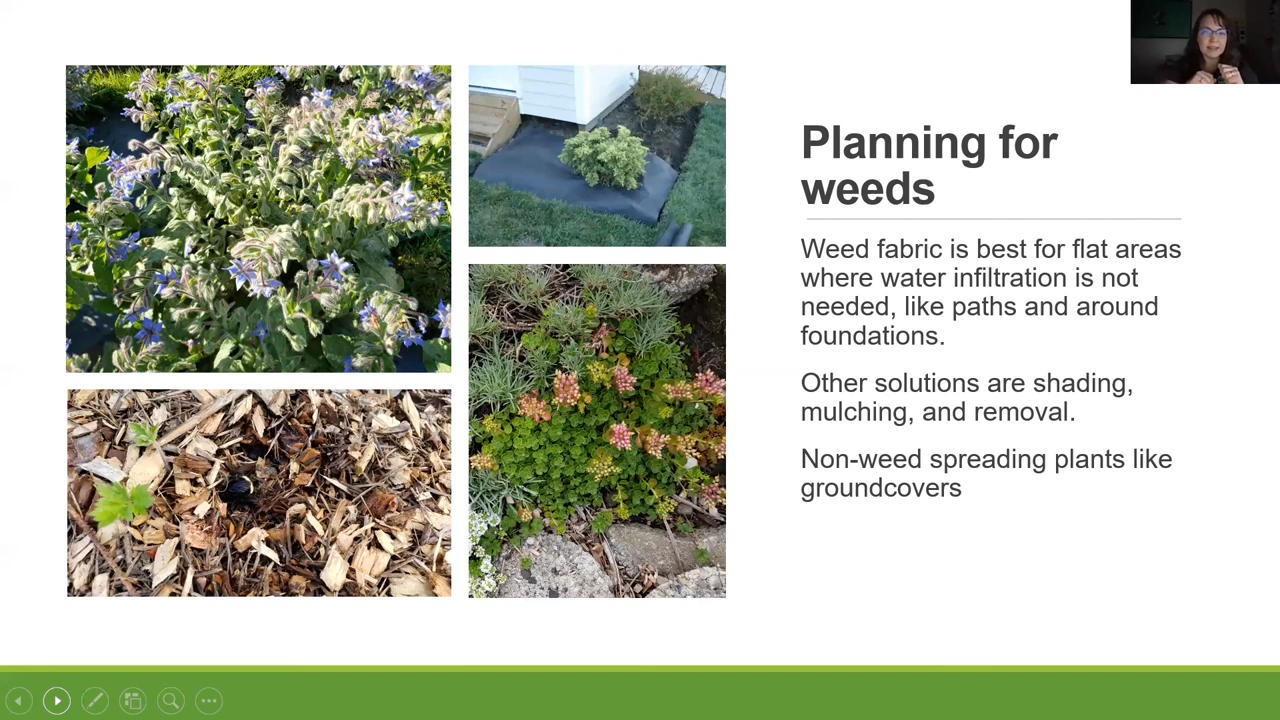 Planning for
weeds
Weed fabric is best for flat areas
where water infiltration is not
needed, like paths and around
foundations.
Other solutions are shading,
mulching, and removal.
Non-weed spreading plants like
groundcovers